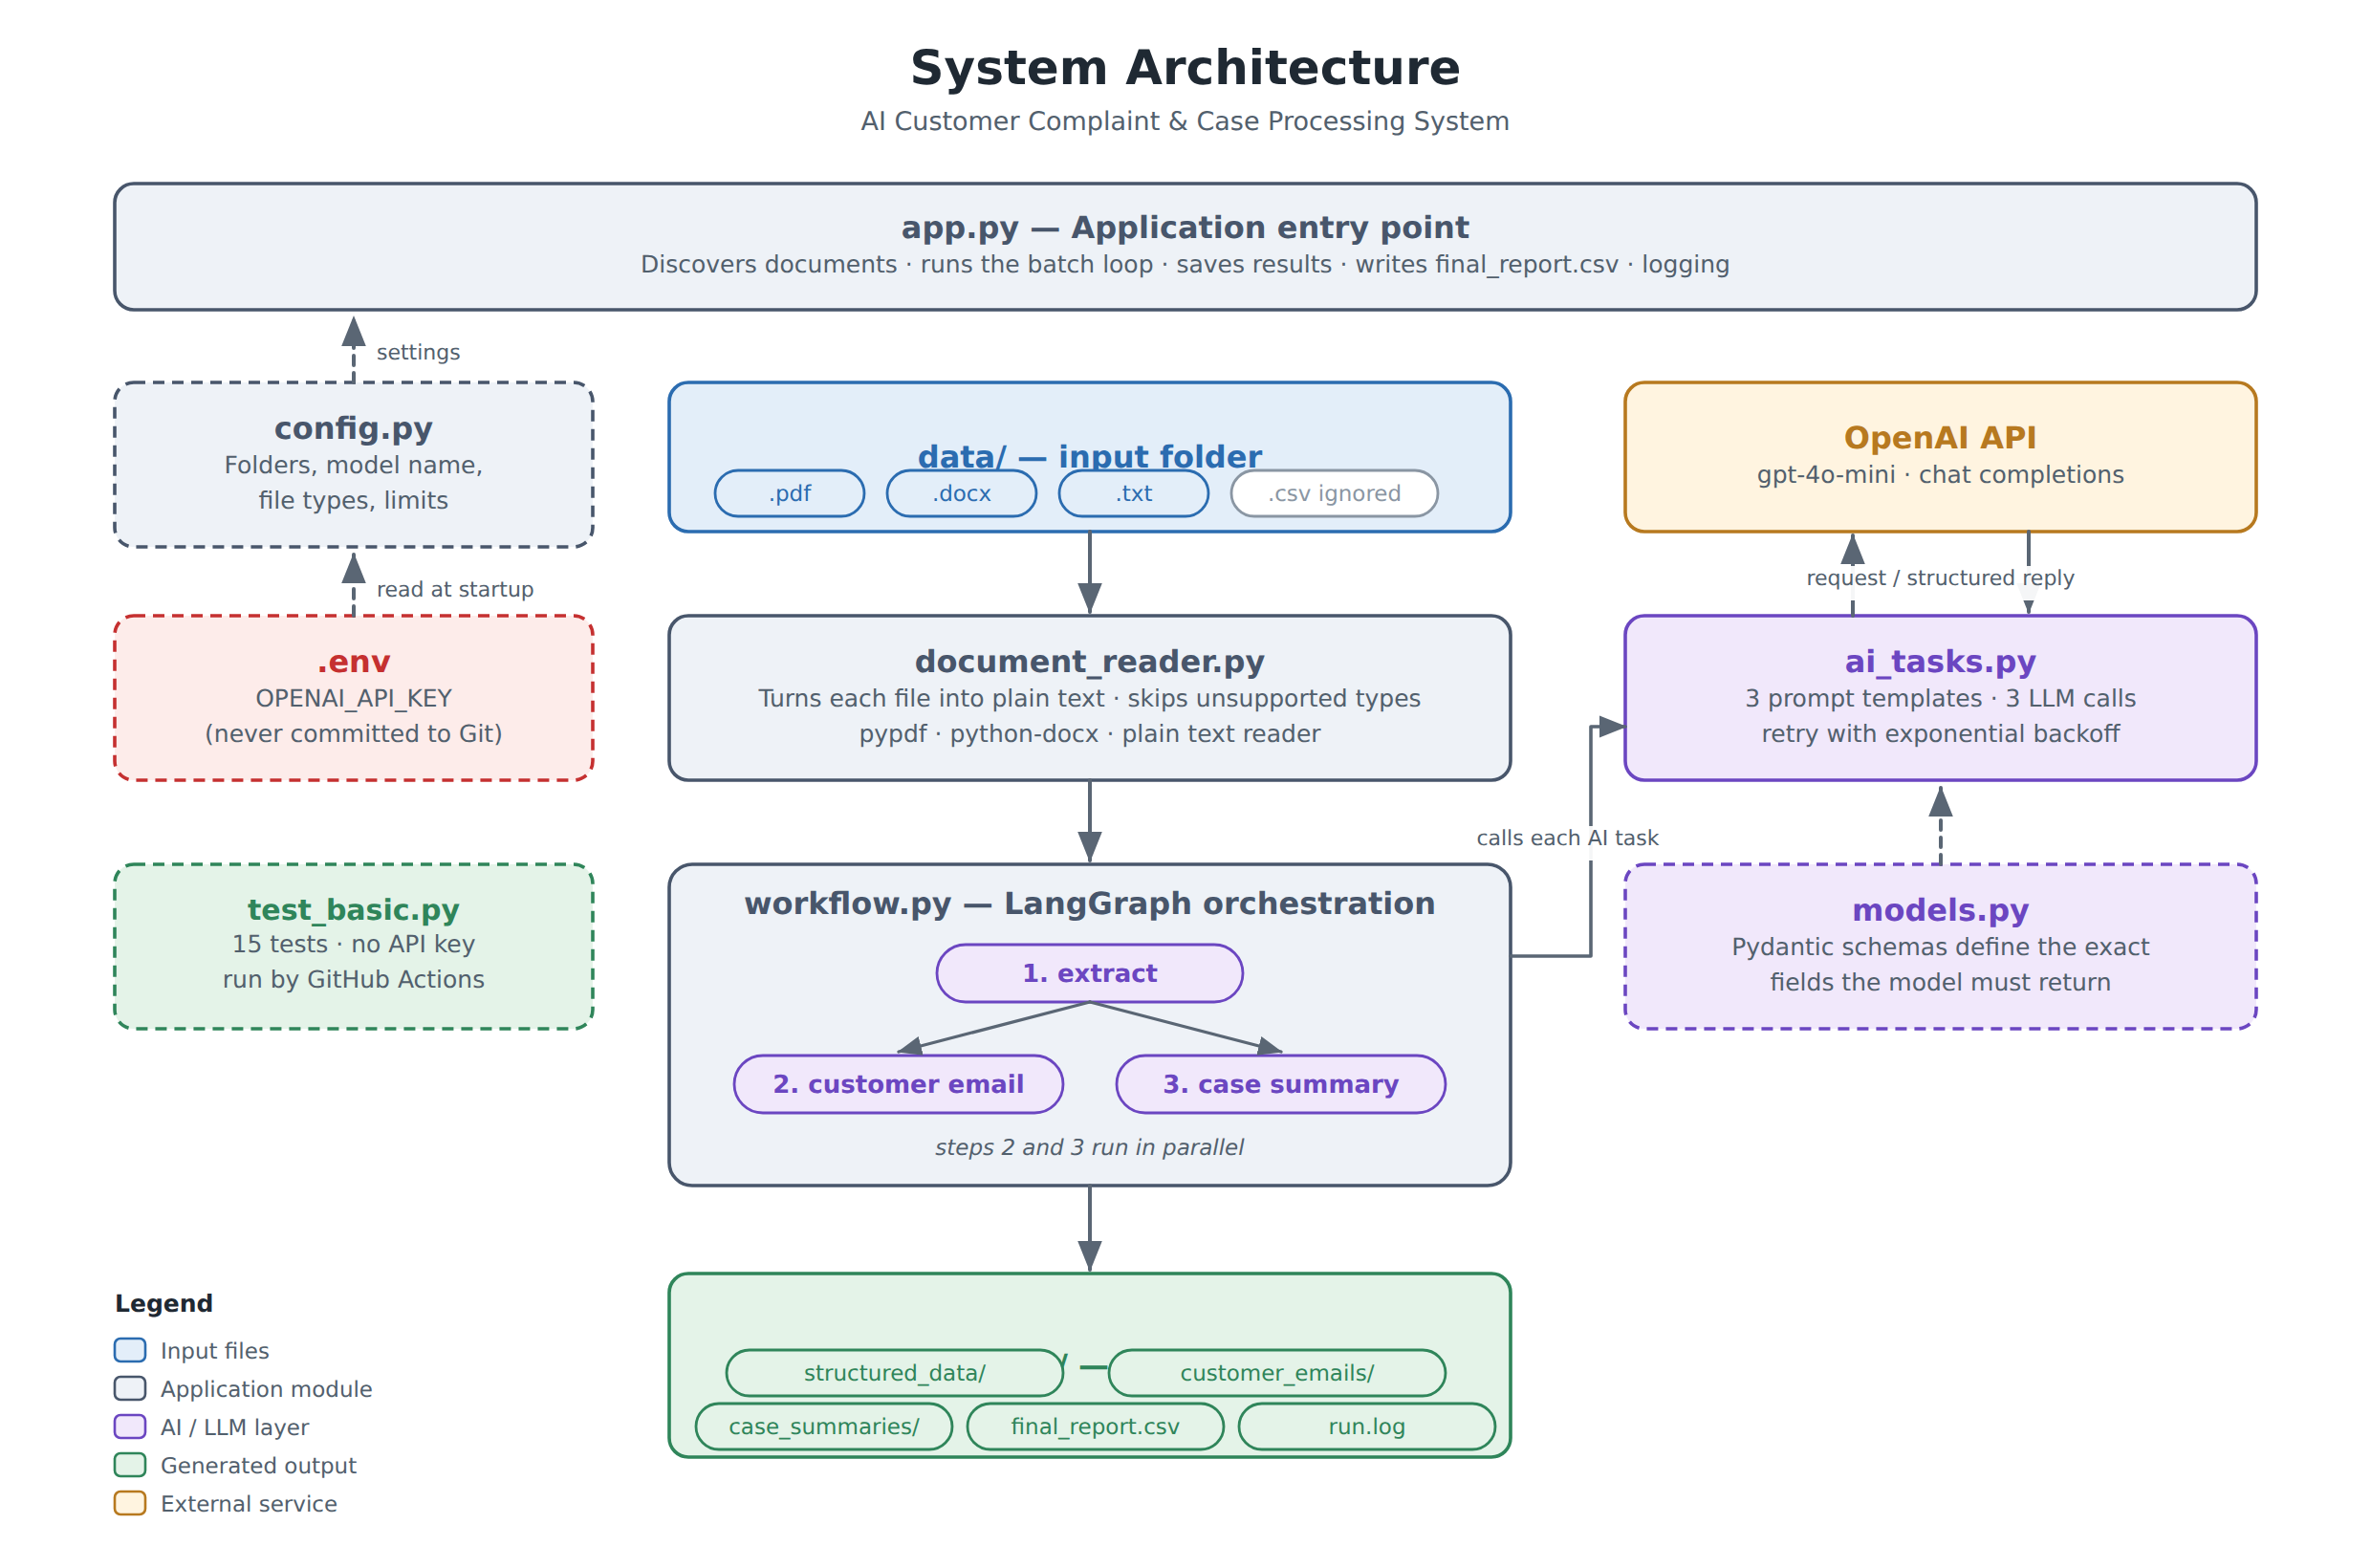 System Architecture
AI Customer Complaint & Case Processing System
app.py — Application entry point
Discovers documents · runs the batch loop · saves results · writes final_report.csv · logging
settings
config.py
Folders, model name,
file types, limits
read at startup
.env
OPENAI_API_KEY
(never committed to Git)
test_basic.py
15 tests · no API key
run by GitHub Actions
data/ — input folder
.pdf
.docx
.txt
.csv ignored
document_reader.py
Turns each file into plain text · skips unsupported types
pypdf · python-docx · plain text reader
workflow.py — LangGraph orchestration
1. extract
2. customer email
3. case summary
steps 2 and 3 run in parallel
calls each AI task
OpenAI API
gpt-4o-mini · chat completions
request / structured reply
ai_tasks.py
3 prompt templates · 3 LLM calls
retry with exponential backoff
models.py
Pydantic schemas define the exact
fields the model must return
/ —
structured_data/
customer_emails/
case_summaries/
final_report.csv
run.log
Legend
Input files
Application module
AI / LLM layer
Generated output
External service